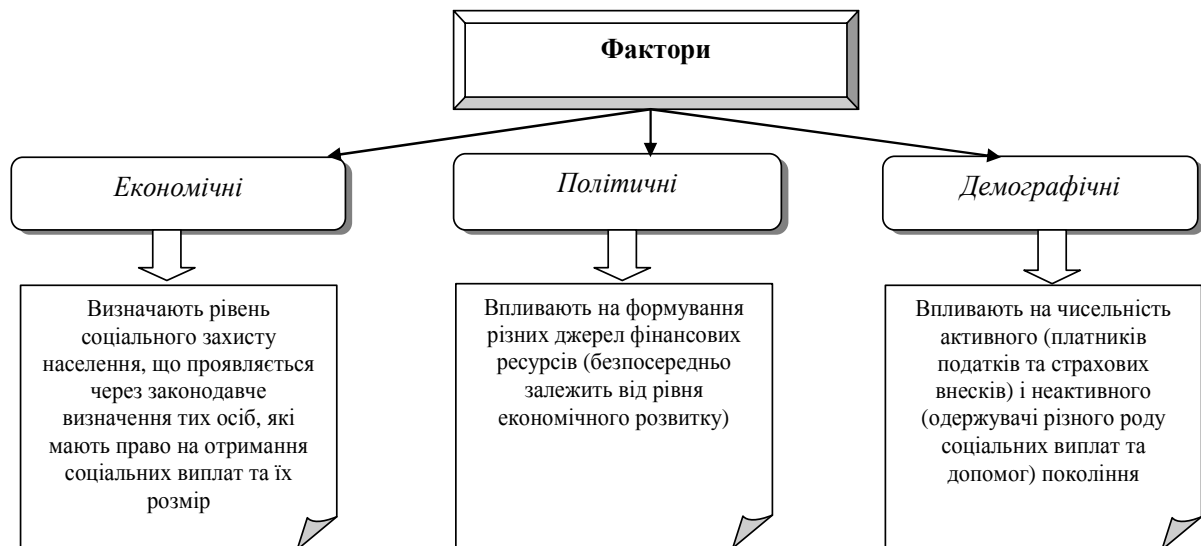 Фактори
Економічні
Політичні
Демографічні
Визначають рівень
соціального захисту
населення, що проявляється
через законодавче
визначення тих осіб, які
мають право на отримання
соціальних виплат та їх
розмір
Впливають на формування
різних джерел фінансових
ресурсів (безпосередньо
залежить від рівня
економічного розвитку)
Впливають на чисельність
активного (платників
податків та страхових
внесків) і неактивного
(одержувачі різного роду
соціальних виплат та
допомог) покоління